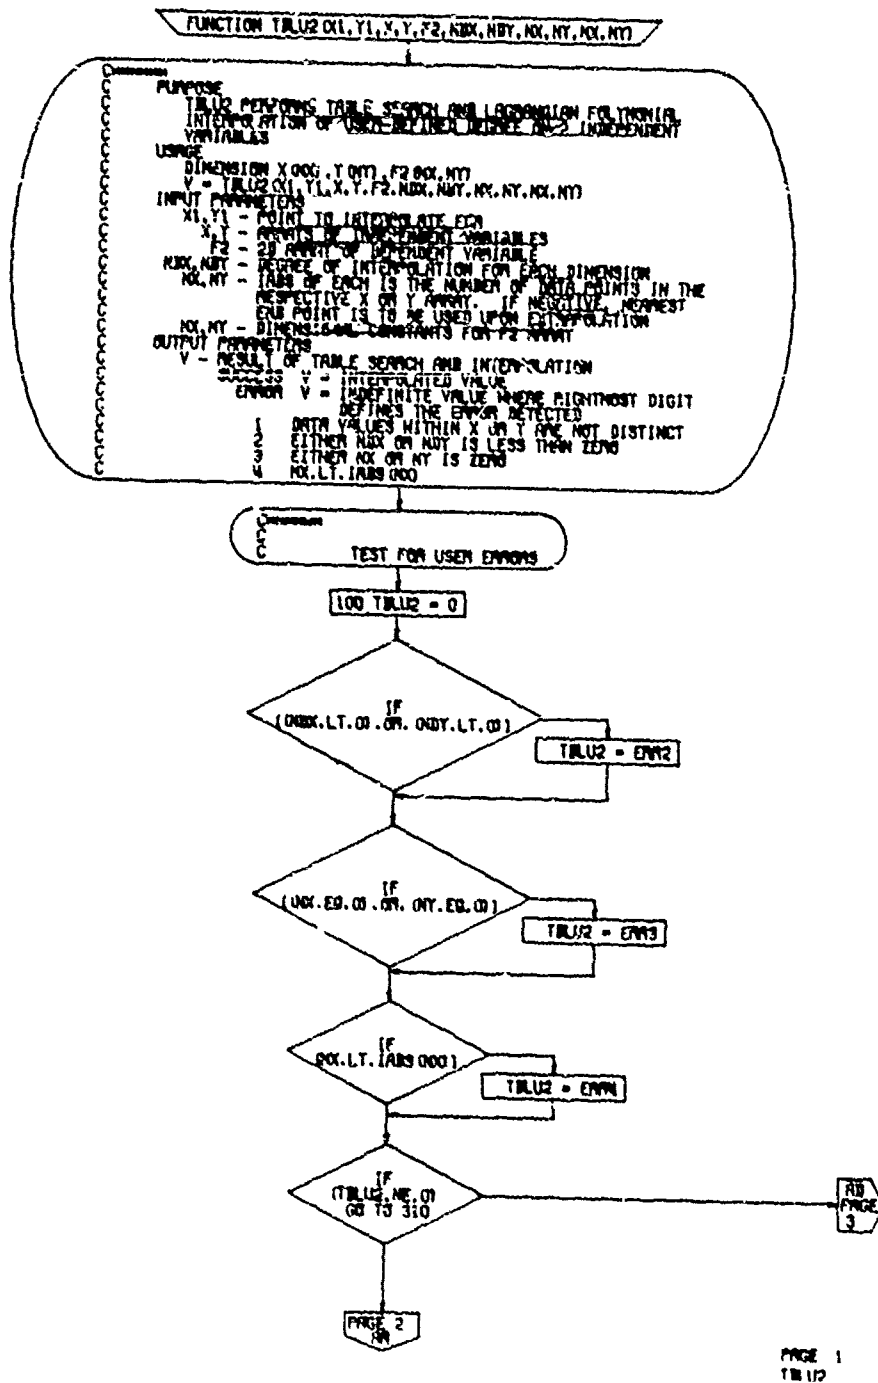 FUNCTION TBLU2(X1,Y1,X,Y,F2,NDX,NDY,NX,NY,MX,MY)
C
C PURPOSE
C TBLU2 PERFORMS TABLE SEARCH AND LAGRANGIAN POLYNOMIAL
C INTERPOLATION OF USER-DEFINED DEGREE ON 2 INDEPENDENT
C VARIABLES
C USAGE
C DIMENSION X(NX),Y(NY),F2(MX,MY)
C V = TBLU2(X1,Y1,X,Y,F2,NDX,NDY,NX,NY,MX,MY)
C INPUT PARAMETERS
C X1,Y1 - POINT TO INTERPOLATE FOR
C X,Y - ARRAYS OF INDEPENDENT VARIABLES
C F2 - 2D ARRAY OF DEPENDENT VARIABLE
C NDX,NDY - DEGREE OF INTERPOLATION FOR EACH DIMENSION
C NX,NY - IABS OF EACH IS THE NUMBER OF DATA POINTS IN THE
C RESPECTIVE X OR Y ARRAY. IF NEGTIVE, NEAREST
C END POINT IS TO BE USED UPON EXTRAPOLATION
C MX,MY - DIMENSIONAL CONSTANTS FOR F2 ARRAY
C OUTPUT PARAMETERS
C V - RESULT OF TABLE SEARCH AND INTERPOLATION
C SUCCESS V = INTERPOLATED VALUE
C ERROR V = INDEFINITE VALUE WHERE RIGHTMOST DIGIT
C DEFINES THE ERROR DETECTED
C 1 DATA VALUES WITHIN X OR Y ARE NOT DISTINCT
C 2 EITHER NDX OR NDY IS LESS THAN ZERO
C 3 EITHER NX OR NY IS ZERO
C 4 MX.LT.IABS(NX)
C
C
C TEST FOR USER ERRORS
100 TBLU2 = 0
IF
((NDX.LT.0).OR.(NDY.LT.0))
TBLU2 = ERR2
IF
((NX.EQ.0).OR.(NY.EQ.0))
TBLU2 = ERR3
IF
(MX.LT.IABS(NX))
TBLU2 = ERR4
IF
(TBLU2.NE.0)
GO TO 310
AD
PAGE
3
PAGE 2
AA
PAGE 1
TBLU2